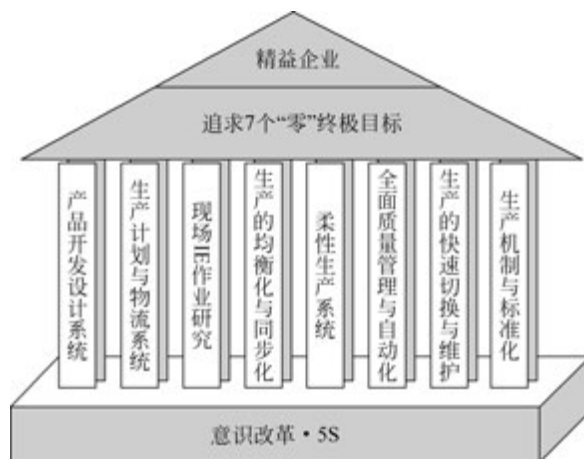 精益企业
追求7个“零”终极目标
产品开发设计系统
生产计划与物流系统
现场IE作业研究
生产的均衡化与同步化
柔性生产系统
全面质量管理与自动化
生产的快速切换与维护
生产机制与标准化
意识改革·5S